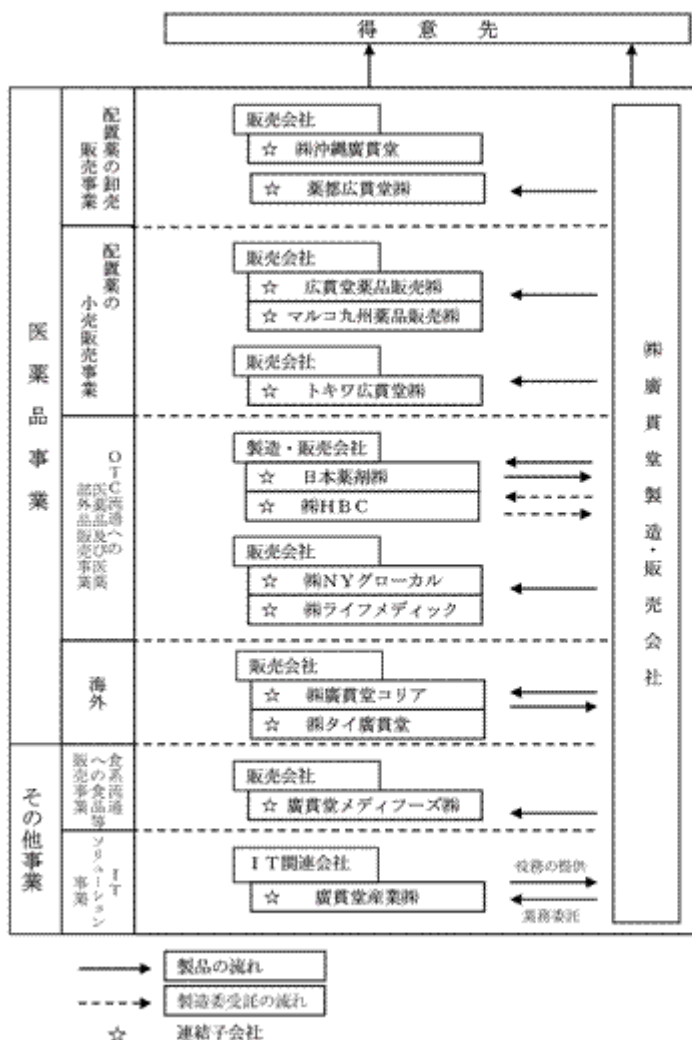 得意先
医薬品事業
配置薬の卸売
販売事業
販売会社
☆ ㈱沖縄廣貫堂
☆ 薬都広貫堂㈱
配置薬の
小売販売事業
販売会社
☆ 広貫堂薬品販売㈱
☆ マルコ九州薬品販売㈱
販売会社
☆ トキワ広貫堂㈱
OTC流通への
医薬品及び医薬
部外品販売事業
製造・販売会社
☆ 日本薬剤㈱
☆ ㈱HBC
販売会社
☆ ㈱NYグローカル
☆ ㈱ライフメディック
海外
販売会社
☆ ㈱廣貫堂コリア
☆ ㈱タイ廣貫堂
その他事業
食系流通
への食品等
販売事業
販売会社
☆ 廣貫堂メディフーズ㈱
IT
ソリューション
事業
IT関連会社
☆ 廣貫堂産業㈱
役務の提供
業務委託
㈱廣貫堂製造・販売会社
製品の流れ
製造委受託の流れ
☆ 連結子会社